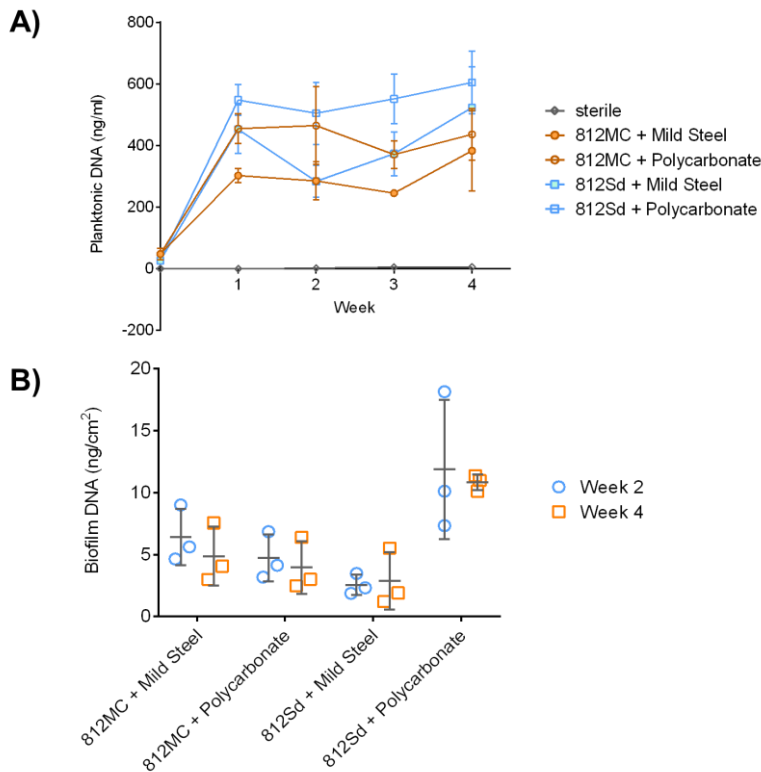 A)
800
600
400
200
0
-200
Planktonic DNA (ng/ml)
1
2
3
4
Week
sterile
812MC + Mild Steel
812MC + Polycarbonate
812Sd + Mild Steel
812Sd + Polycarbonate
B)
20
15
10
5
0
Biofilm DNA (ng/cm²)
Week 2
Week 4
812MC + Mild Steel
812MC + Polycarbonate
812Sd + Mild Steel
812Sd + Polycarbonate